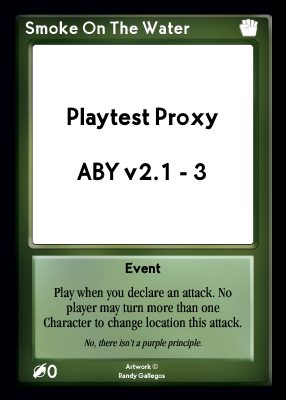 Smoke On The Water
Playtest Proxy
ABY v2.1 - 3
Event
Play when you declare an attack. No
player may turn more than one
Character to change location this attack.
No, there isn't a purple principle.
Artwork ©
Randy Gallegos
0